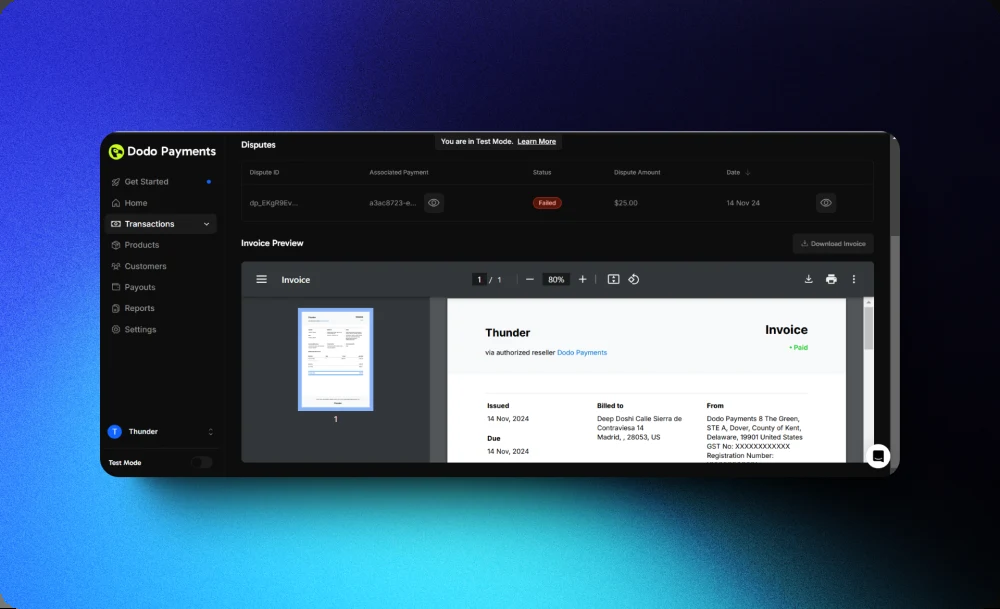 Dodo Payments
Get Started
Home
Transactions
Products
Customers
Payouts
Reports
Settings
T Thunder
Test Mode
You are in Test Mode. Learn More
Disputes
Dispute ID Associated Payment Status Dispute Amount Date ↓
dp_EKgR9Ev... a3ac8723-e... Failed $25.00 14 Nov 24
Invoice Preview
Download Invoice
Invoice 1 / 1 — 80% +
1
Thunder
via authorized reseller Dodo Payments
Invoice
• Paid
Issued
14 Nov, 2024
Due
14 Nov, 2024
Billed to
Deep Doshi Calle Sierra de
Contraviesa 14
Madrid, , 28053, US
From
Dodo Payments 8 The Green,
STE A, Dover, County of Kent,
Delaware, 19901 United States
GST No: XXXXXXXXXXXX
Registration Number: